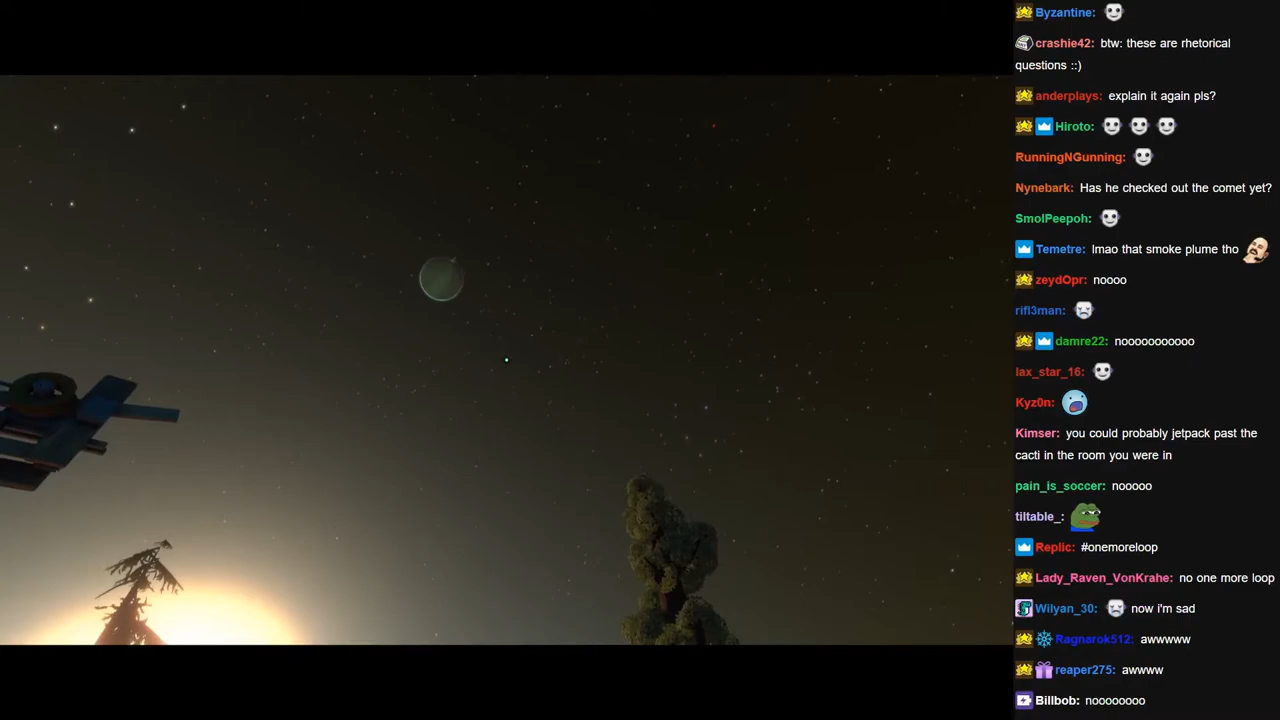 Byzantine:
crashie42: btw: these are rhetorical
questions ::)
anderplays: explain it again pls?
Hiroto:
RunningNGunning:
Nynebark: Has he checked out the comet yet?
SmolPeepoh:
Temetre: lmao that smoke plume tho
zeydOpr: noooo
rifl3man:
damre22: nooooooooooo
lax_star_16:
Kyz0n:
Kimser: you could probably jetpack past the
cacti in the room you were in
pain_is_soccer: nooooo
tiltable_:
Replic: #onemoreloop
Lady_Raven_VonKrahe: no one more loop
Wilyan_30: now i'm sad
Ragnarok512: awwwww
reaper275: awwww
Billbob: noooooooo